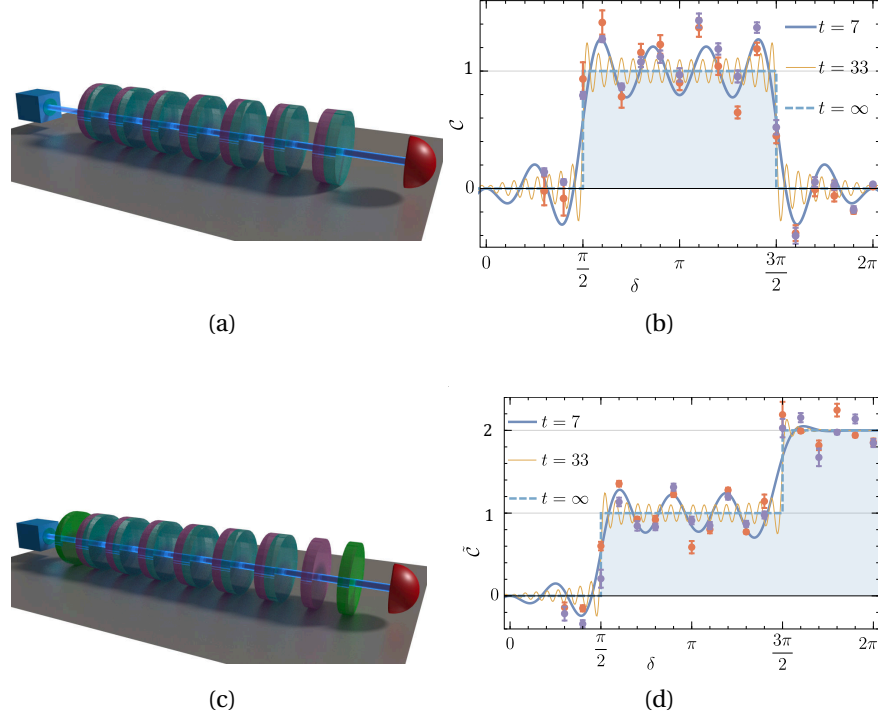 1
0
C
t = 7
t = 33
t = ∞
0
π/2
π
3π/2
2π
δ
(a)
(b)
2
1
0
C̃
t = 7
t = 33
t = ∞
0
π/2
π
3π/2
2π
δ
(c)
(d)